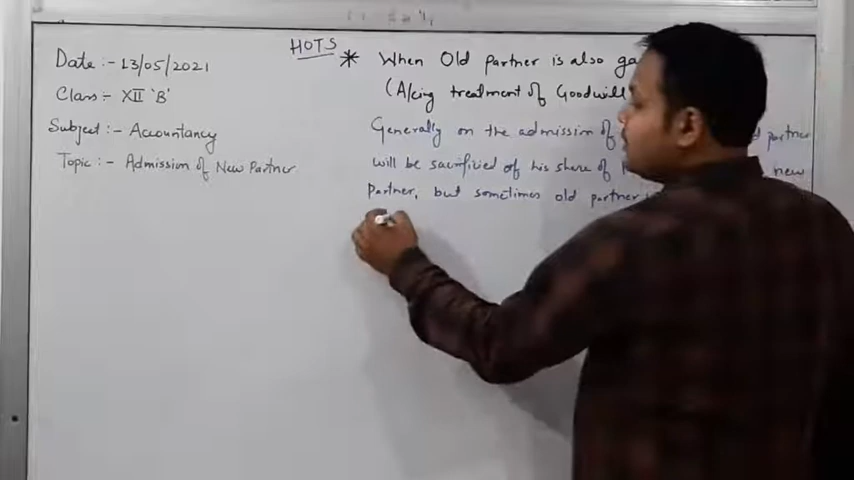 Date :- 13/05/2021
Class :- XII 'B'
Subject :- Accountancy
Topic :- Admission of New Partner
HOTS
* When Old partner is also
(A/cing treatment of Goodwill
Generally on the admission of partner
will be sacrificed of his share of new
Partner, but sometimes old partner